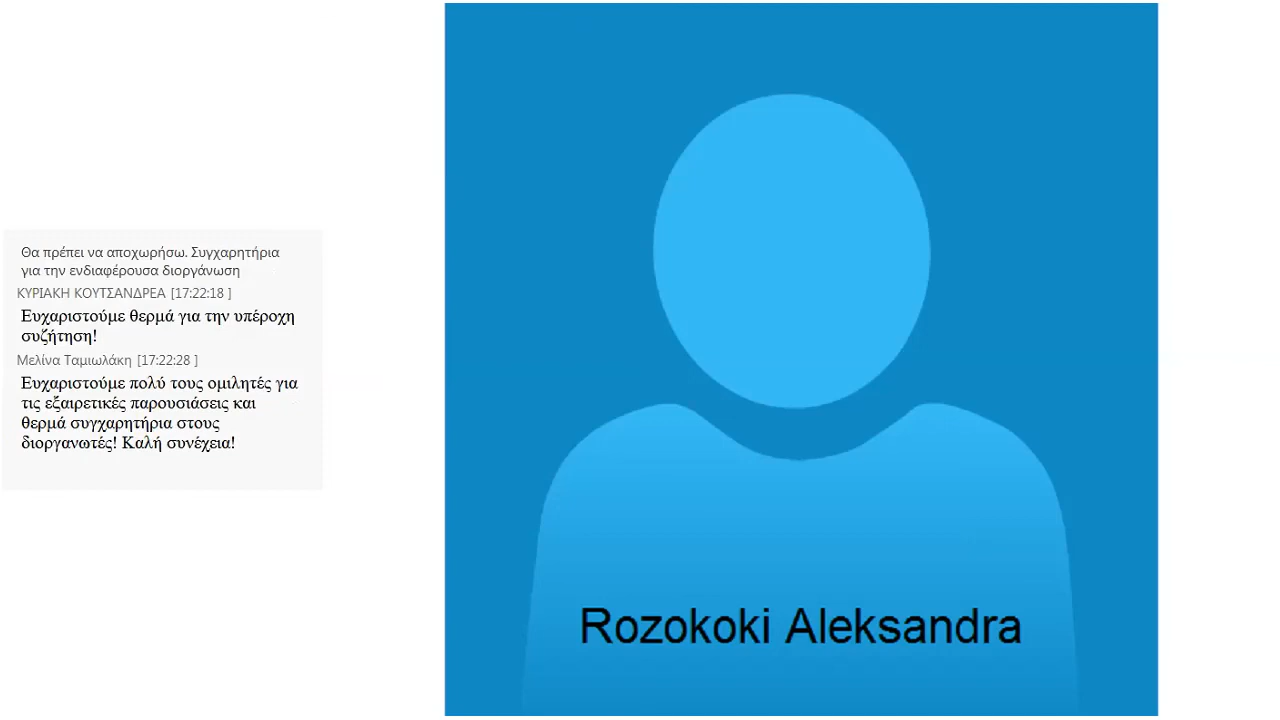 Θα πρέπει να αποχωρήσω. Συγχαρητήρια
για την ενδιαφέρουσα διοργάνωση
ΚΥΡΙΑΚΗ ΚΟΥΤΣΑΝΔΡΕΑ [17:22:18 ]
Ευχαριστούμε θερμά για την υπέροχη
συζήτηση!
Μελίνα Ταμιωλάκη [17:22:28 ]
Ευχαριστούμε πολύ τους ομιλητές για
τις εξαιρετικές παρουσιάσεις και
θερμά συγχαρητήρια στους
διοργανωτές! Καλή συνέχεια!
Rozokoki Aleksandra